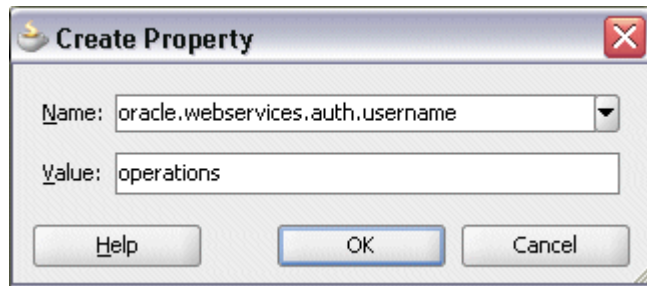 Create Property
Name: oracle.webservices.auth.username
Value: operations
Help OK Cancel